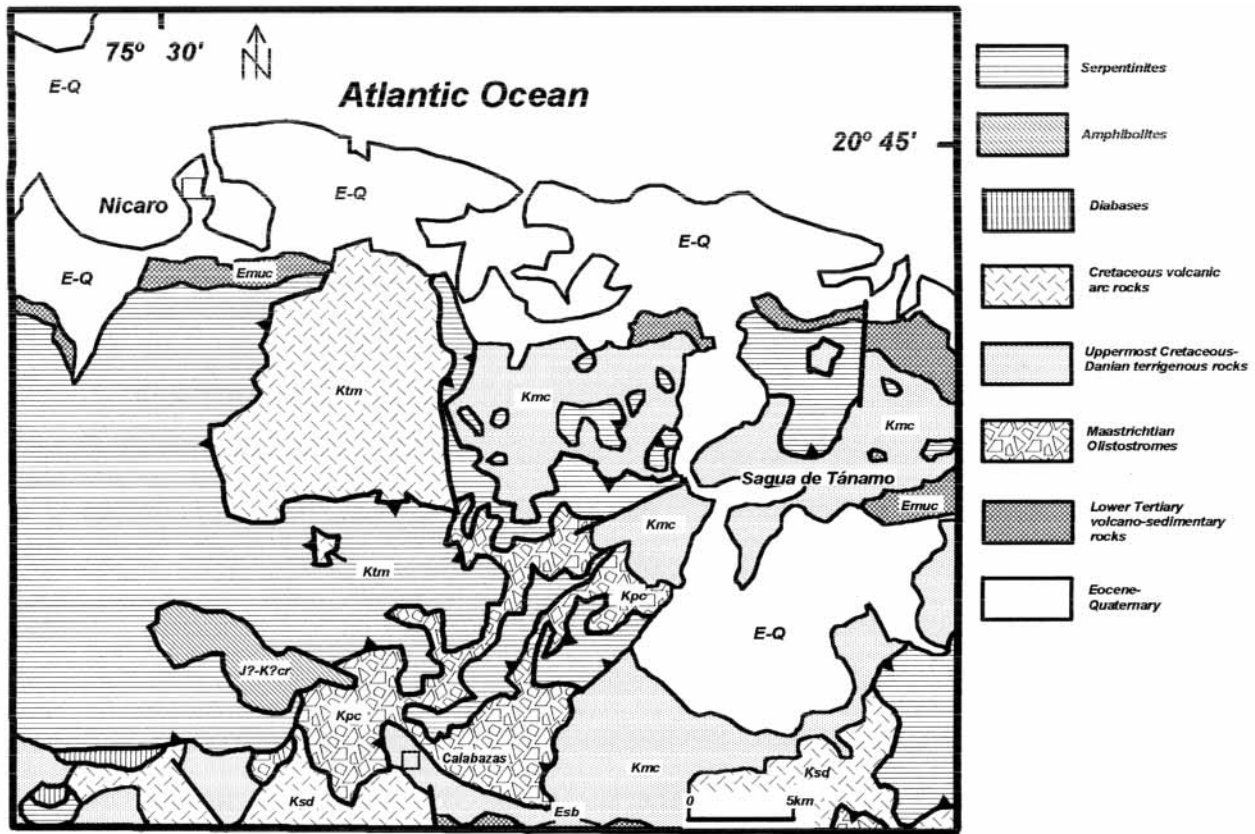 75° 30'
N
E-Q
Atlantic Ocean
20° 45'
Nicaro
E-Q
E-Q
E-Q
Emuc
Ktm
Kmc
Kmc
Sagua de Tánamo
Emuc
Kmc
Ktm
Kpc
E-Q
J?-K?cr
Kpc
Calabazas
Kmc
Ksd
Ksd
Esb
0 5km
Serpentinites
Amphibolites
Diabases
Cretaceous volcanic
arc rocks
Uppermost Cretaceous-
Danian terrigenous rocks
Maastrichtian
Olistostromes
Lower Tertiary
volcano-sedimentary
rocks
Eocene-
Quaternary